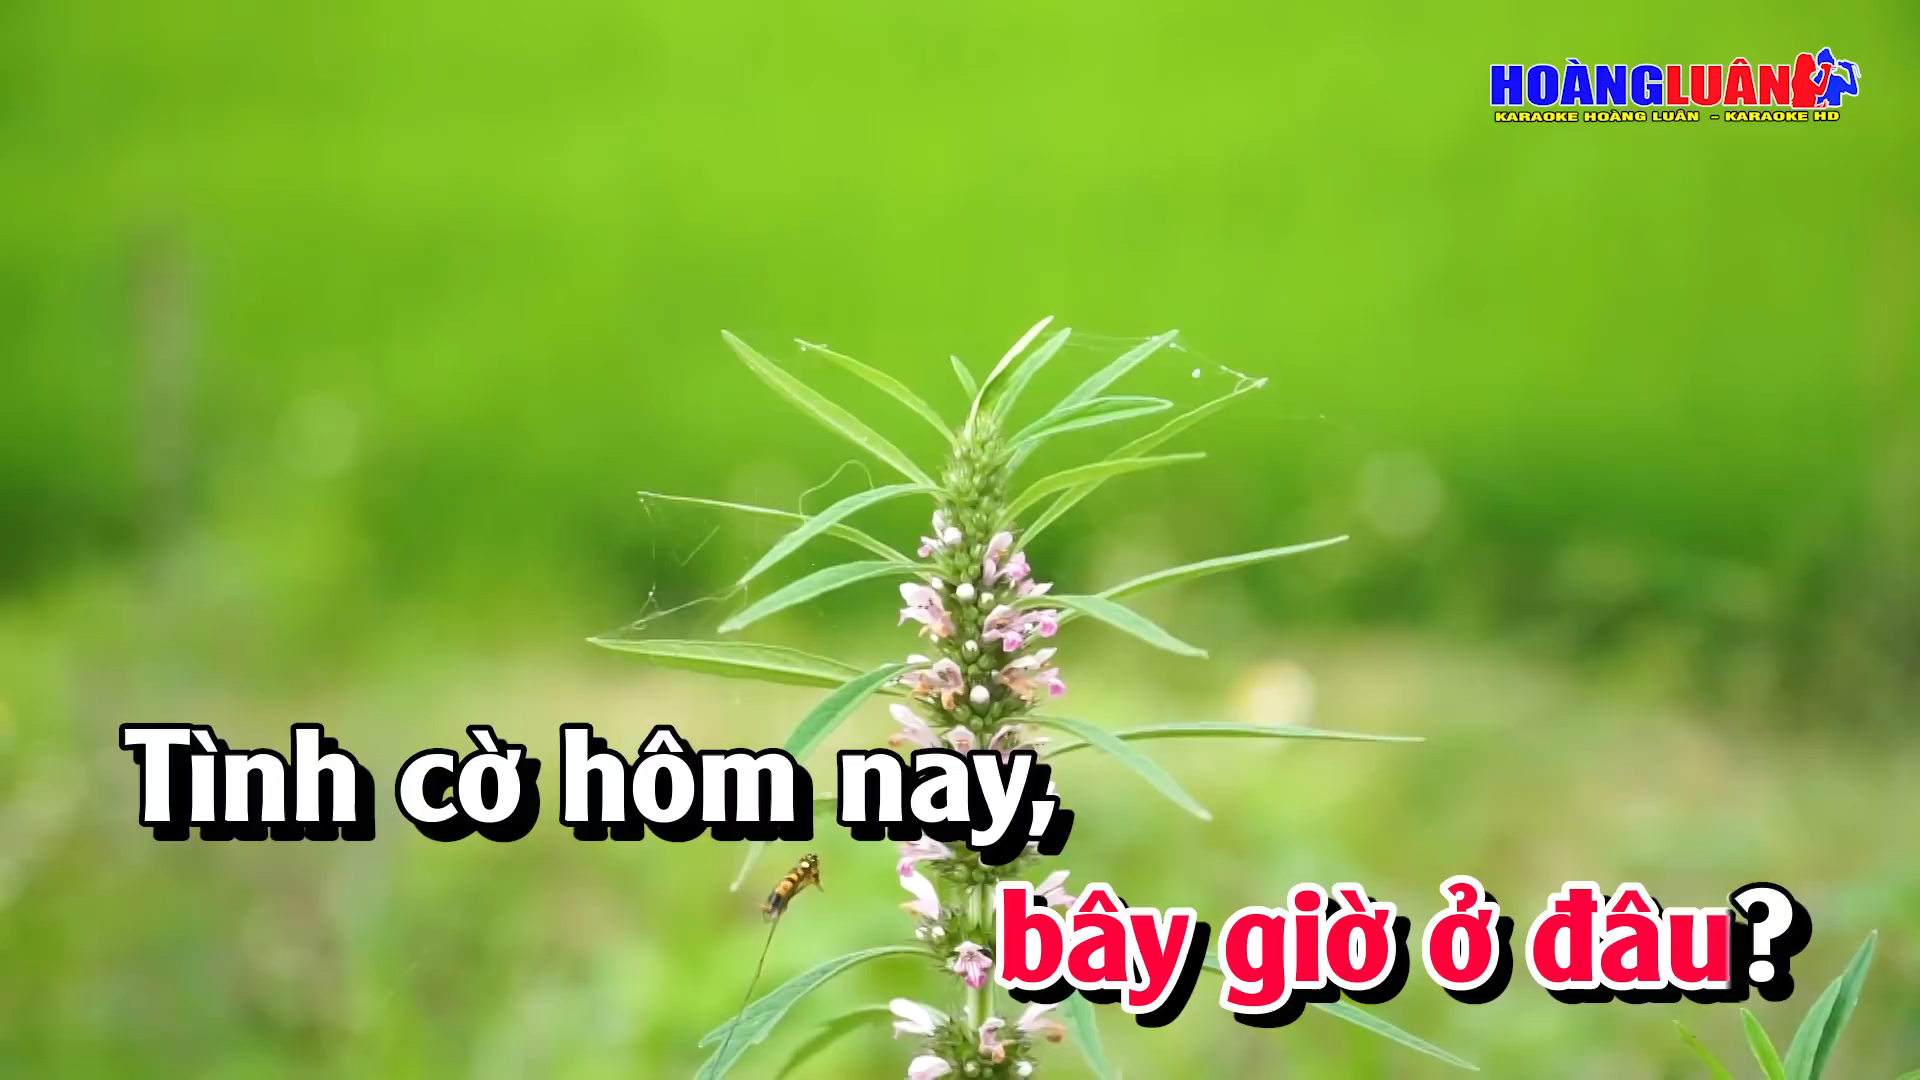 HOÀNGLUÂN
KARAOKE HOÀNG LUÂN - KARAOKE HD
Tình cờ hôm nay,
bây giờ ở đâu?